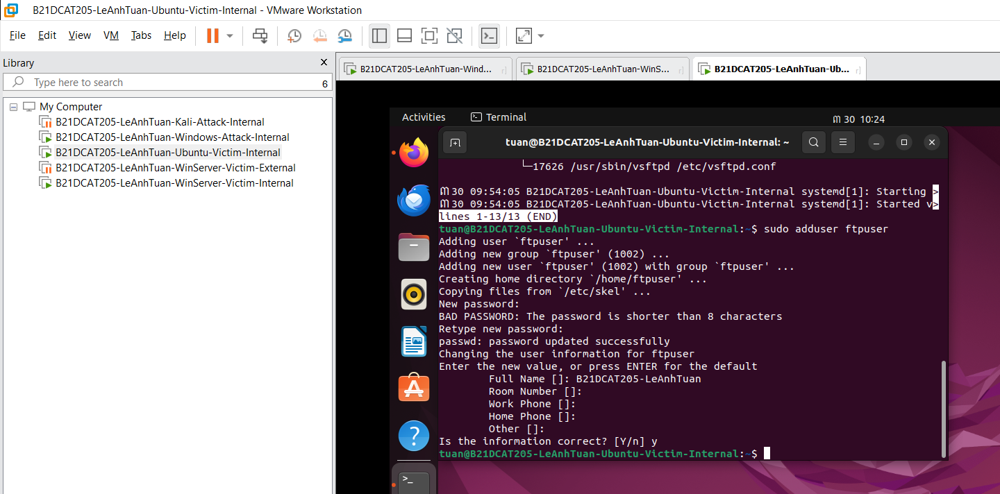 B21DCAT205-LeAnhTuan-Ubuntu-Victim-Internal - VMware Workstation
File Edit View VM Tabs Help
Library
Type here to search
6
My Computer
B21DCAT205-LeAnhTuan-Kali-Attack-Internal
B21DCAT205-LeAnhTuan-Windows-Attack-Internal
B21DCAT205-LeAnhTuan-Ubuntu-Victim-Internal
B21DCAT205-LeAnhTuan-WinServer-Victim-External
B21DCAT205-LeAnhTuan-WinServer-Victim-Internal
B21DCAT205-LeAnhTuan-Wind...
B21DCAT205-LeAnhTuan-WinS...
B21DCAT205-LeAnhTuan-Ub...
Activities Terminal 30 10:24
tuan@B21DCAT205-LeAnhTuan-Ubuntu-Victim-Internal: ~
└─17626 /usr/sbin/vsftpd /etc/vsftpd.conf
30 09:54:05 B21DCAT205-LeAnhTuan-Ubuntu-Victim-Internal systemd[1]: Starting >
30 09:54:05 B21DCAT205-LeAnhTuan-Ubuntu-Victim-Internal systemd[1]: Started v>
lines 1-13/13 (END)
tuan@B21DCAT205-LeAnhTuan-Ubuntu-Victim-Internal:~$ sudo adduser ftpuser
Adding user `ftpuser' ...
Adding new group `ftpuser' (1002) ...
Adding new user `ftpuser' (1002) with group `ftpuser' ...
Creating home directory `/home/ftpuser' ...
Copying files from `/etc/skel' ...
New password:
BAD PASSWORD: The password is shorter than 8 characters
Retype new password:
passwd: password updated successfully
Changing the user information for ftpuser
Enter the new value, or press ENTER for the default
Full Name []: B21DCAT205-LeAnhTuan
Room Number []:
Work Phone []:
Home Phone []:
Other []:
Is the information correct? [Y/n] y
tuan@B21DCAT205-LeAnhTuan-Ubuntu-Victim-Internal:~$